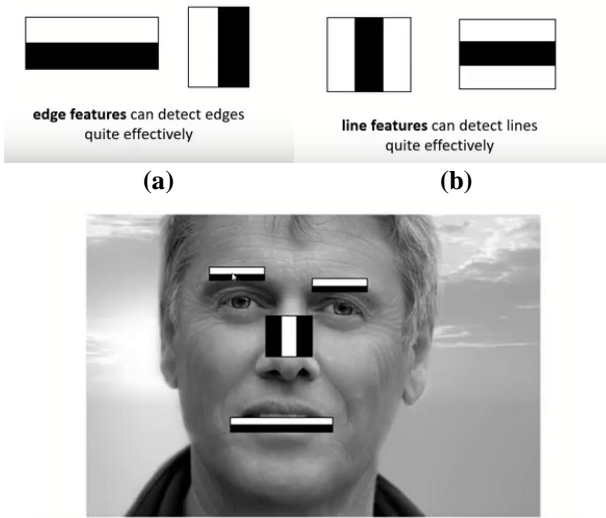 edge features can detect edges
quite effectively
line features can detect lines
quite effectively
(a)
(b)